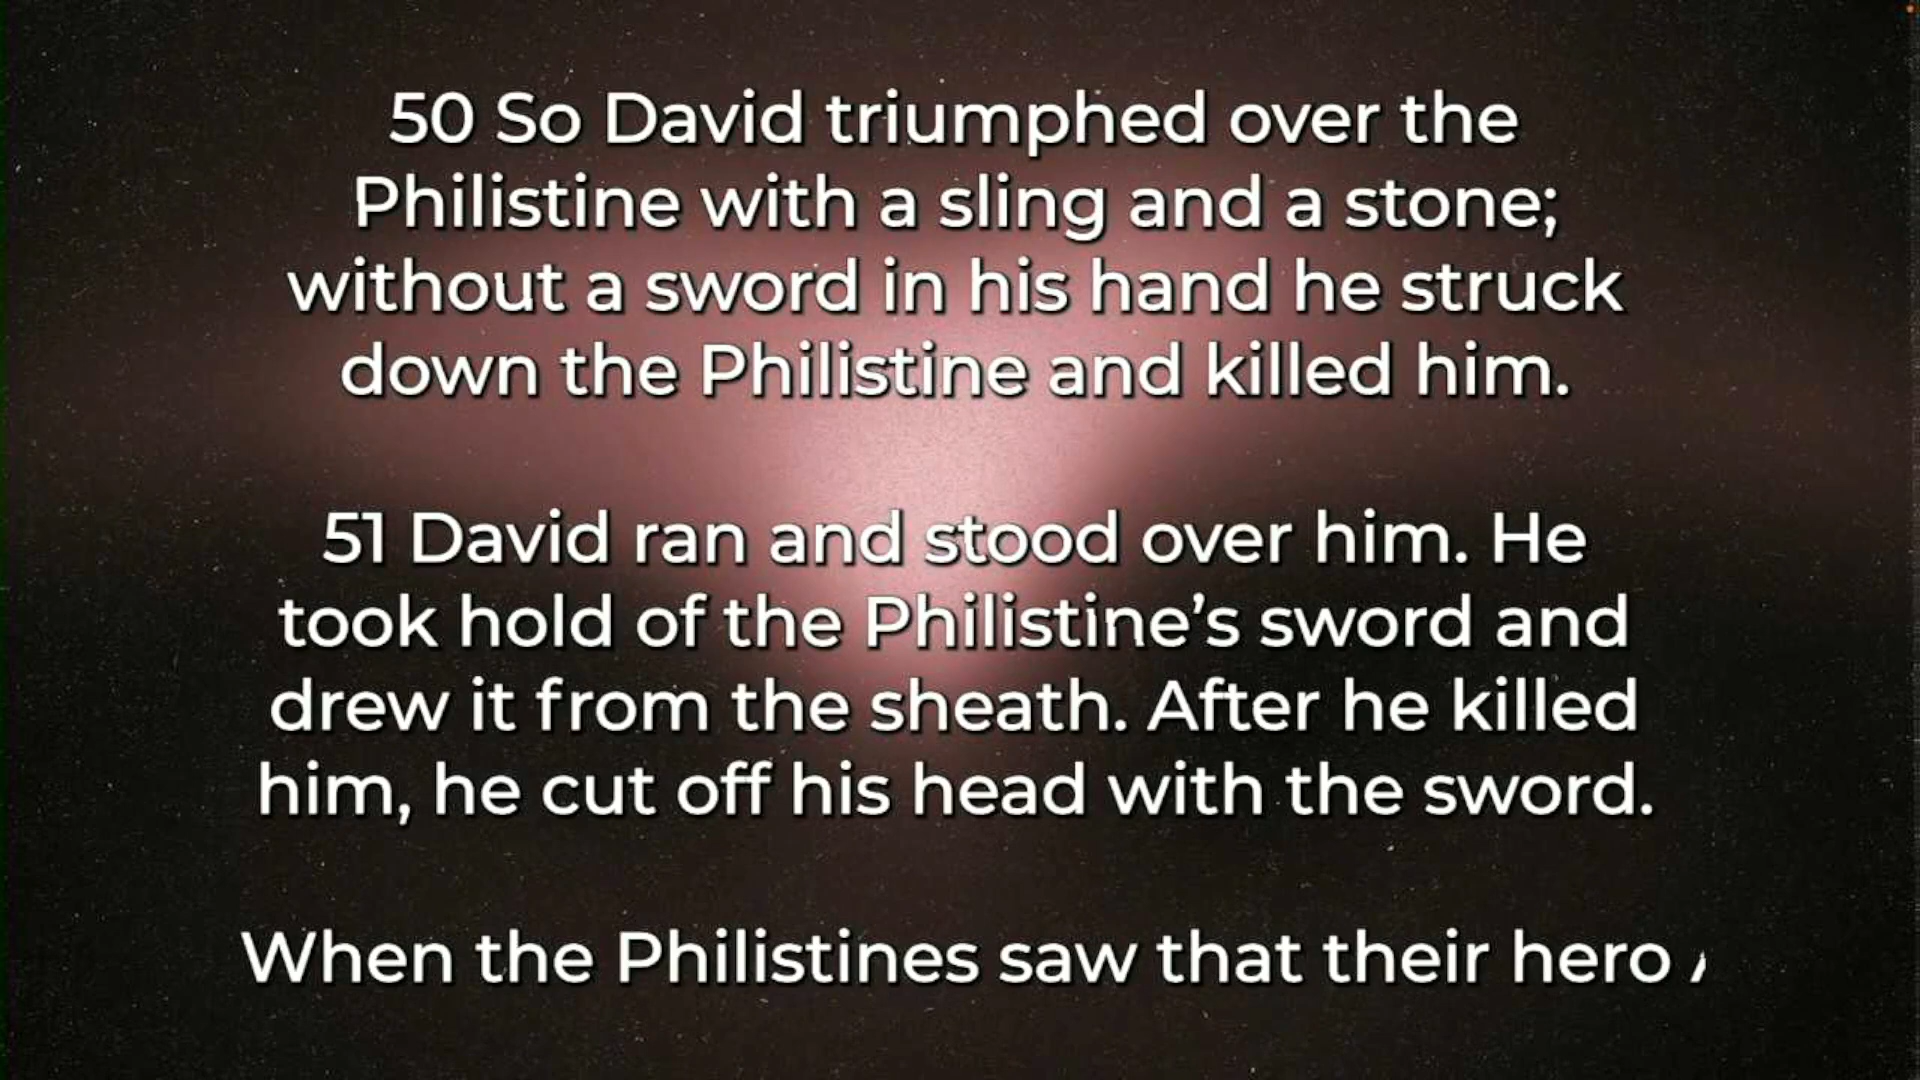 50 So David triumphed over the
Philistine with a sling and a stone;
without a sword in his hand he struck
down the Philistine and killed him.
51 David ran and stood over him. He
took hold of the Philistine’s sword and
drew it from the sheath. After he killed
him, he cut off his head with the sword.
When the Philistines saw that their hero